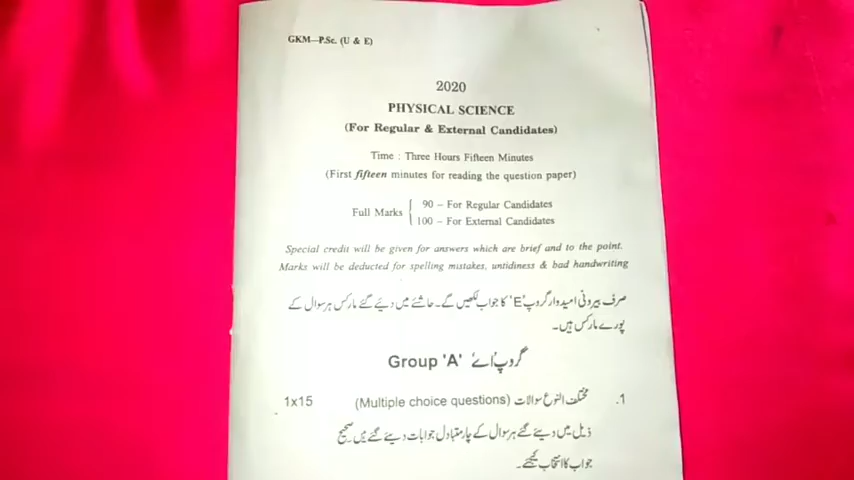 GKM—P.Sc. (U & E)
2020
PHYSICAL SCIENCE
(For Regular & External Candidates)
Time : Three Hours Fifteen Minutes
(First fifteen minutes for reading the question paper)
Full Marks { 90 – For Regular Candidates
100 – For External Candidates
Special credit will be given for answers which are brief and to the point.
Marks will be deducted for spelling mistakes, untidiness & bad handwriting
صرف بیرونی امیدوار گروپ 'E' کا جواب لکھیں گے۔ حاشئے میں دیئے گئے مارکس ہر سوال کے
پورے مارکس ہیں۔
گروپ 'اے' Group 'A'
1. مختلف النوع سوالات (Multiple choice questions) 1x15
ذیل میں دیئے گئے ہر سوال کے چار متبادل جوابات دیئے گئے ہیں صحیح
جواب کا انتخاب کیجئے۔